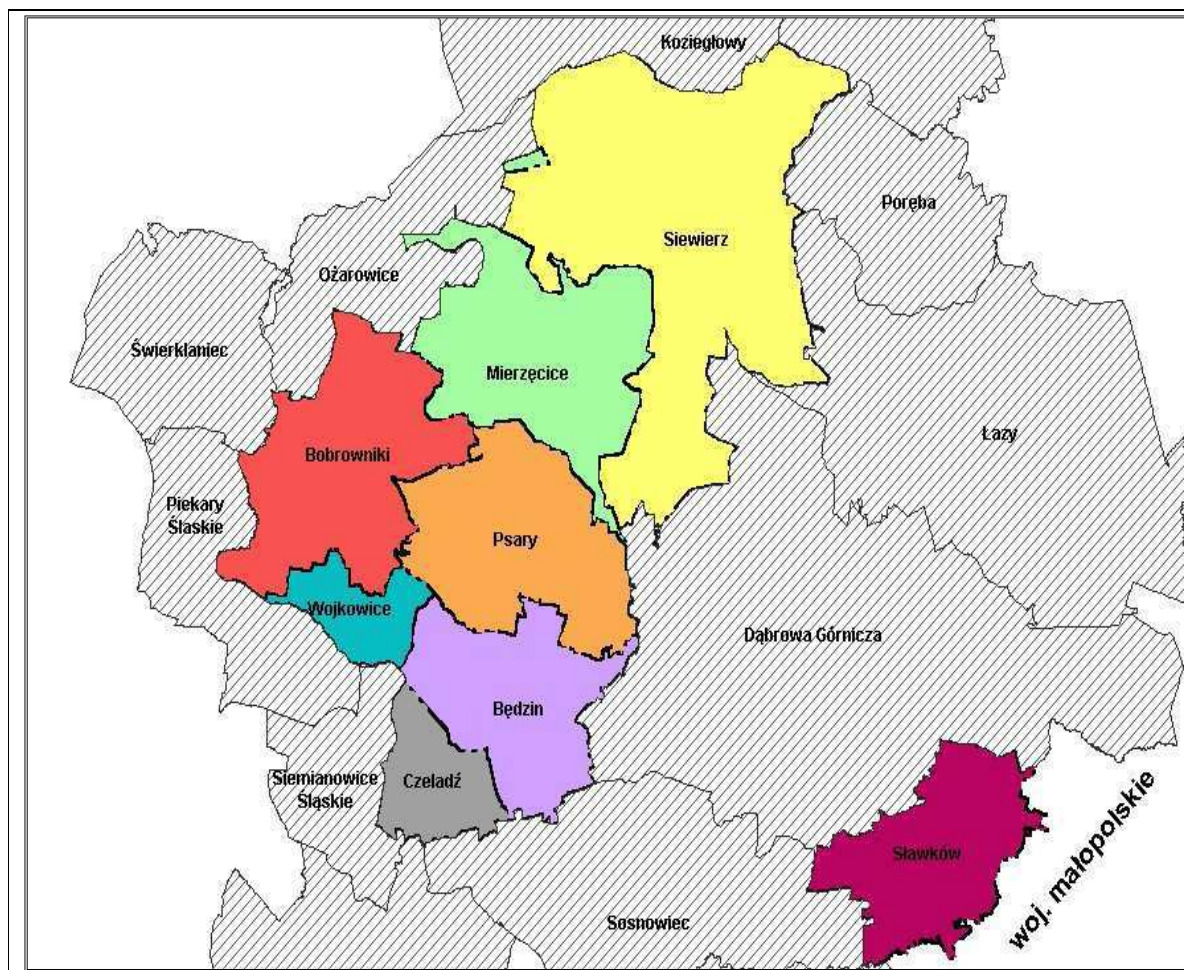 Koziegłowy
Poręba
Siewierz
Ożarowice
Świerklaniec
Mierzęcice
Łazy
Bobrowniki
Piekary
Ślaskie
Psary
Wojkowice
Dąbrowa Górnicza
Będzin
Siemianowice
Śląskie
Czeladź
Sławków
woj. małopolskie
Sosnowiec